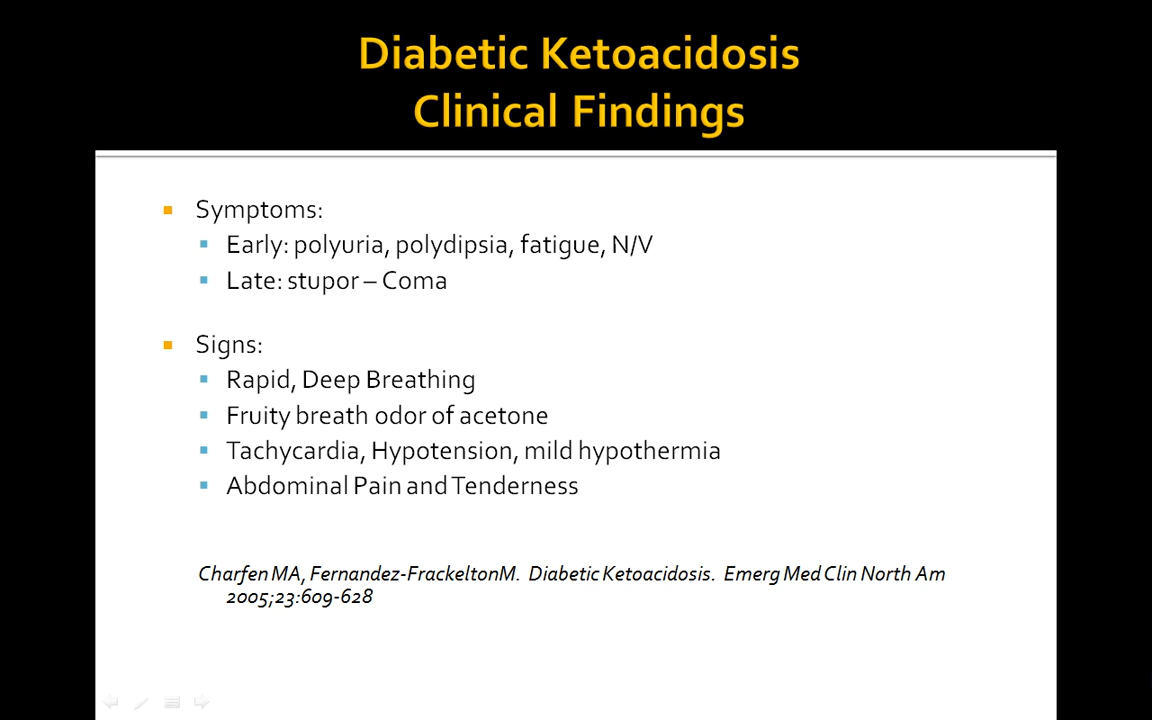 Diabetic Ketoacidosis
Clinical Findings
Symptoms:
Early: polyuria, polydipsia, fatigue, N/V
Late: stupor – Coma
Signs:
Rapid, Deep Breathing
Fruity breath odor of acetone
Tachycardia, Hypotension, mild hypothermia
Abdominal Pain and Tenderness
Charfen MA, Fernandez-FrackeltonM. Diabetic Ketoacidosis. Emerg Med Clin North Am
2005;23:609-628